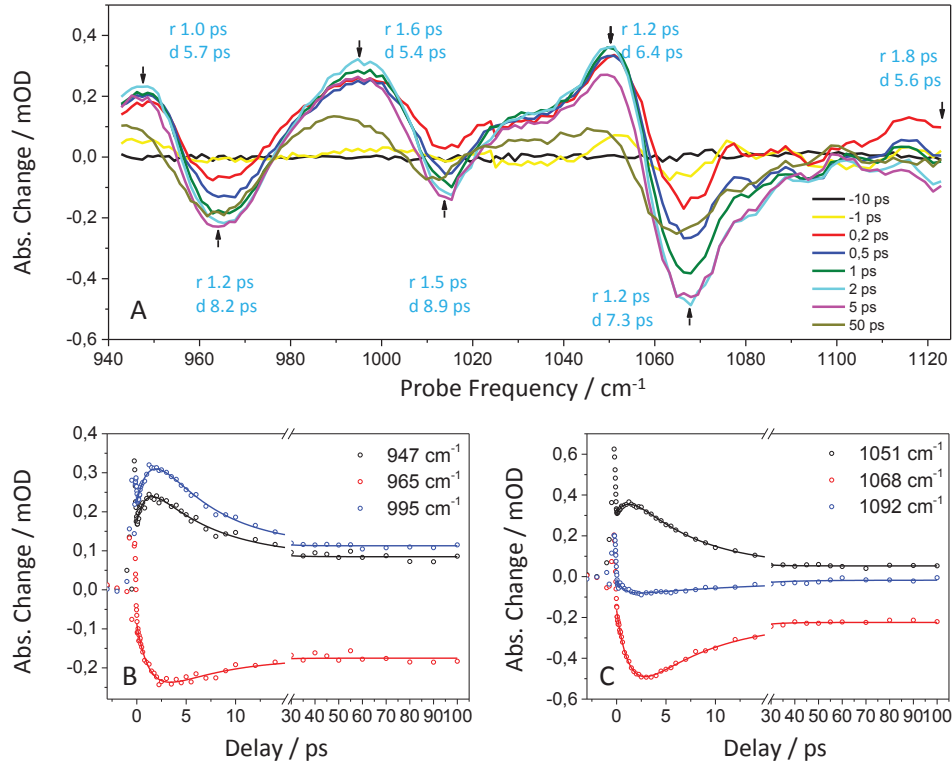 r 1.0 ps
d 5.7 ps
r 1.6 ps
d 5.4 ps
r 1.2 ps
d 6.4 ps
r 1.8 ps
d 5.6 ps
0,4
0,2
0,0
-0,2
-0,4
-0,6
Abs. Change / mOD
-10 ps
-1 ps
0,2 ps
0,5 ps
1 ps
2 ps
5 ps
50 ps
r 1.2 ps
d 8.2 ps
r 1.5 ps
d 8.9 ps
r 1.2 ps
d 7.3 ps
A
940 960 980 1000 1020 1040 1060 1080 1100 1120
Probe Frequency / cm-1
0,4
0,3
0,2
0,1
0,0
-0,1
-0,2
Abs. Change / mOD
947 cm-1
965 cm-1
995 cm-1
B
0 5 10 30 40 50 60 70 80 90 100
Delay / ps
0,6
0,4
0,2
0,0
-0,2
-0,4
-0,6
Abs. Change / mOD
1051 cm-1
1068 cm-1
1092 cm-1
C
0 5 10 30 40 50 60 70 80 90 100
Delay / ps